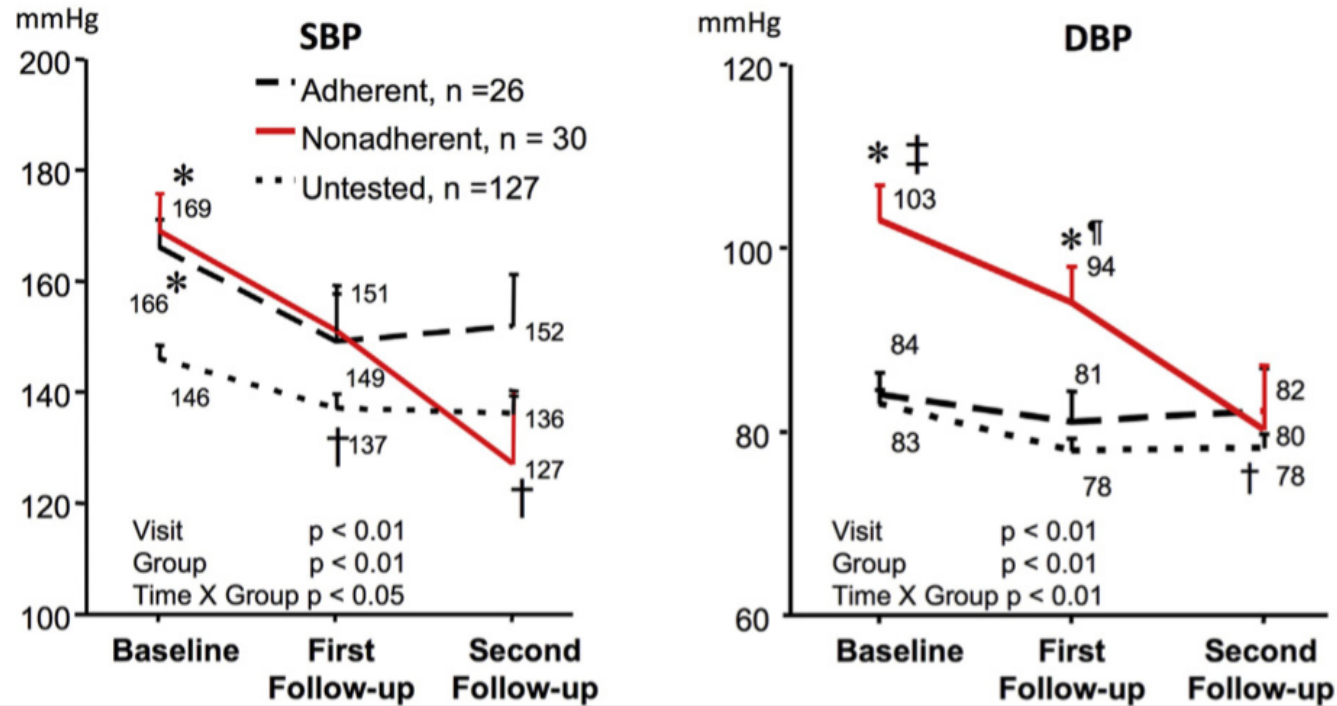 mmHg
SBP
200
180
160
140
120
100
Adherent, n =26
Nonadherent, n = 30
Untested, n =127
*
169
*
166
146
151
149
†137
152
136
127
†
Visit p < 0.01
Group p < 0.01
Time X Group p < 0.05
Baseline
First
Follow-up
Second
Follow-up
mmHg
DBP
120
100
80
60
* ‡
103
* ¶
94
84
83
81
78
82
80
† 78
Visit p < 0.01
Group p < 0.01
Time X Group p < 0.01
Baseline
First
Follow-up
Second
Follow-up